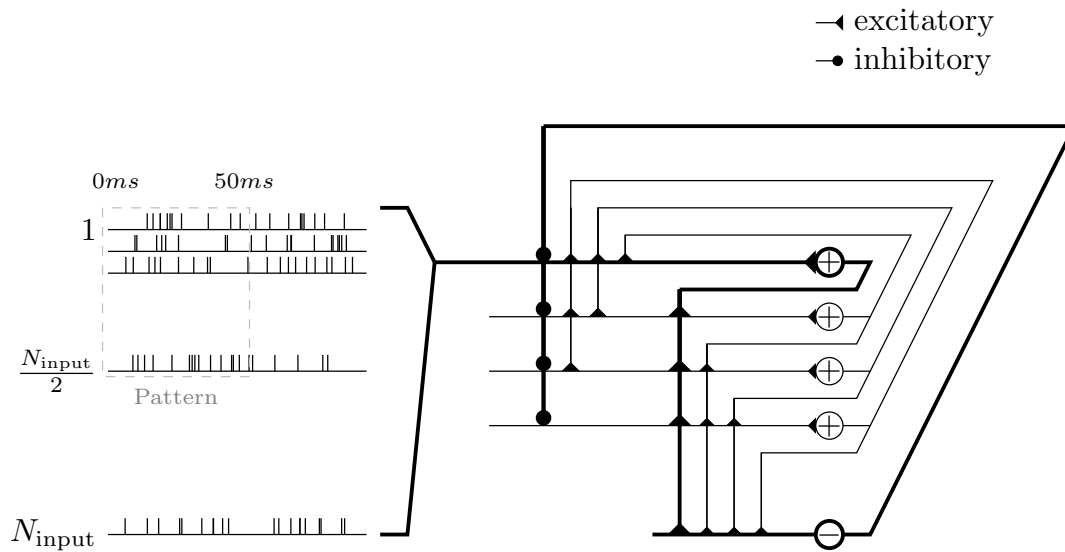 excitatory
inhibitory
0ms 50ms
1
N_input
2
Pattern
N_input